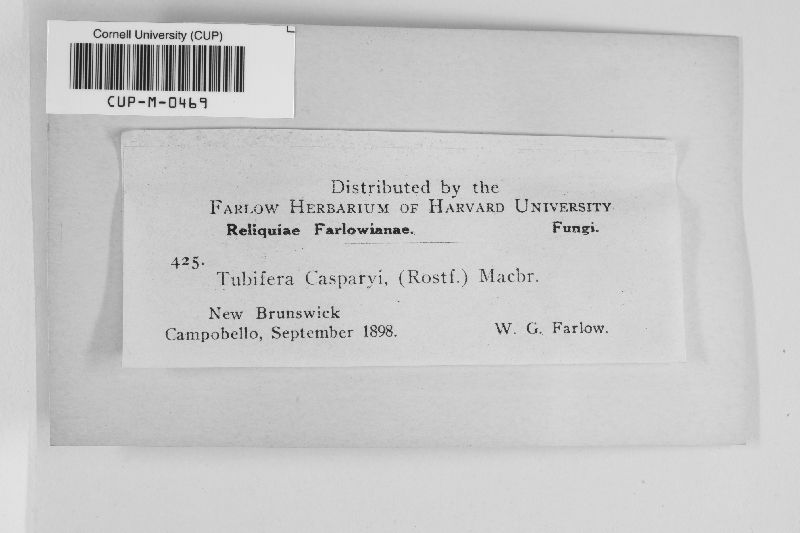 Cornell University (CUP)
CUP-M-0469
Distributed by the
Farlow Herbarium of Harvard University
Reliquiae Farlowianae. Fungi.
425.
Tubifera Casparyi, (Rostf.) Macbr.
New Brunswick
Campobello, September 1898. W. G. Farlow.